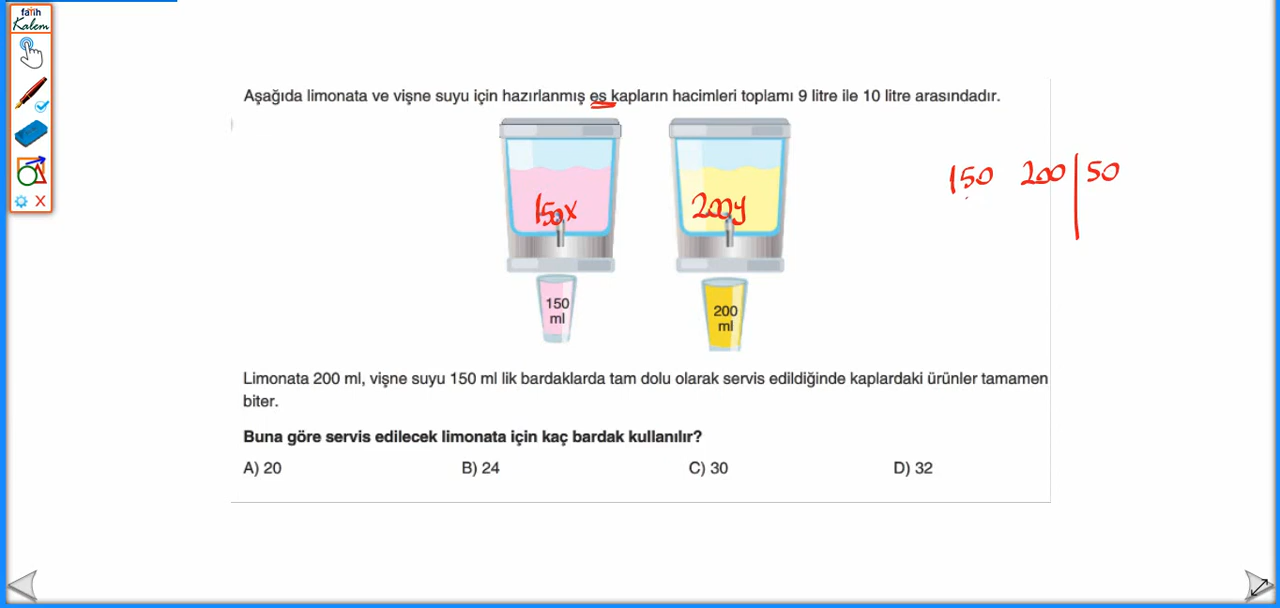 fatih
Kalem
Aşağıda limonata ve vişne suyu için hazırlanmış eş kapların hacimleri toplamı 9 litre ile 10 litre arasındadır.
150 200 50
150x 200y
150
ml
200
ml
Limonata 200 ml, vişne suyu 150 ml lik bardaklarda tam dolu olarak servis edildiğinde kaplardaki ürünler tamamen
biter.
Buna göre servis edilecek limonata için kaç bardak kullanılır?
A) 20 B) 24 C) 30 D) 32